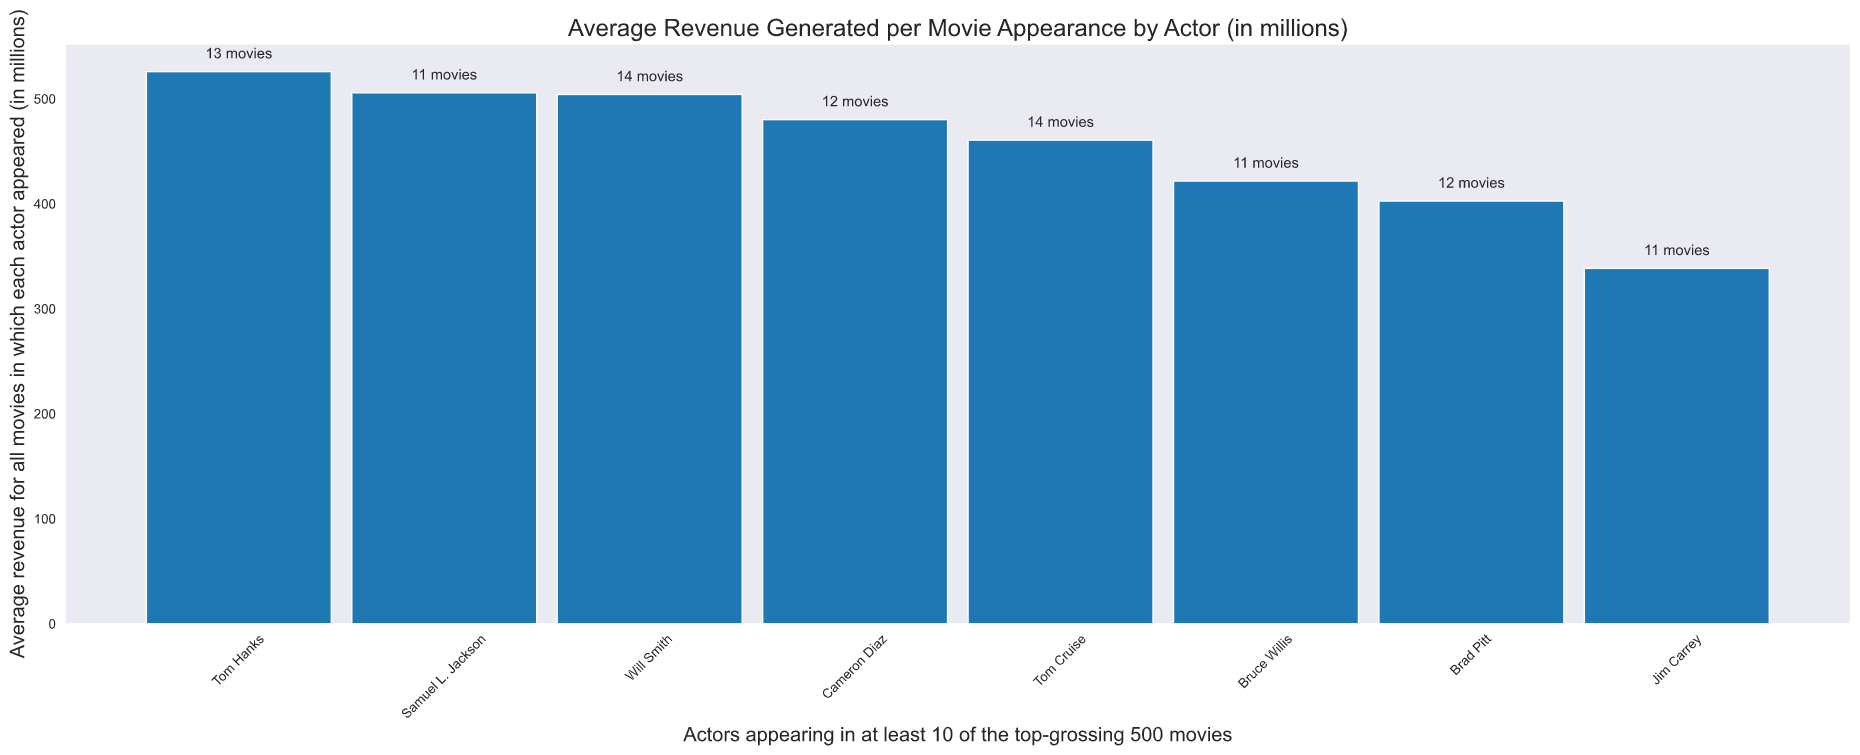 Average Revenue Generated per Movie Appearance by Actor (in millions)
Average revenue for all movies in which each actor appeared (in millions)
500
400
300
200
100
0
13 movies
11 movies
14 movies
12 movies
14 movies
11 movies
12 movies
11 movies
Tom Hanks
Samuel L. Jackson
Will Smith
Cameron Diaz
Tom Cruise
Bruce Willis
Brad Pitt
Jim Carrey
Actors appearing in at least 10 of the top-grossing 500 movies